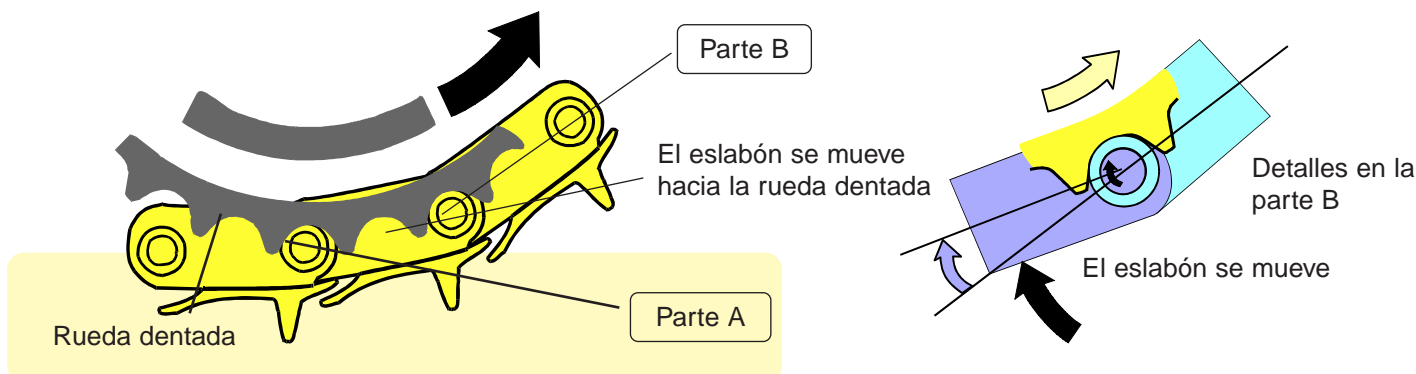 Parte B
El eslabón se mueve
hacia la rueda dentada
Parte A
Rueda dentada
Detalles en la
parte B
El eslabón se mueve